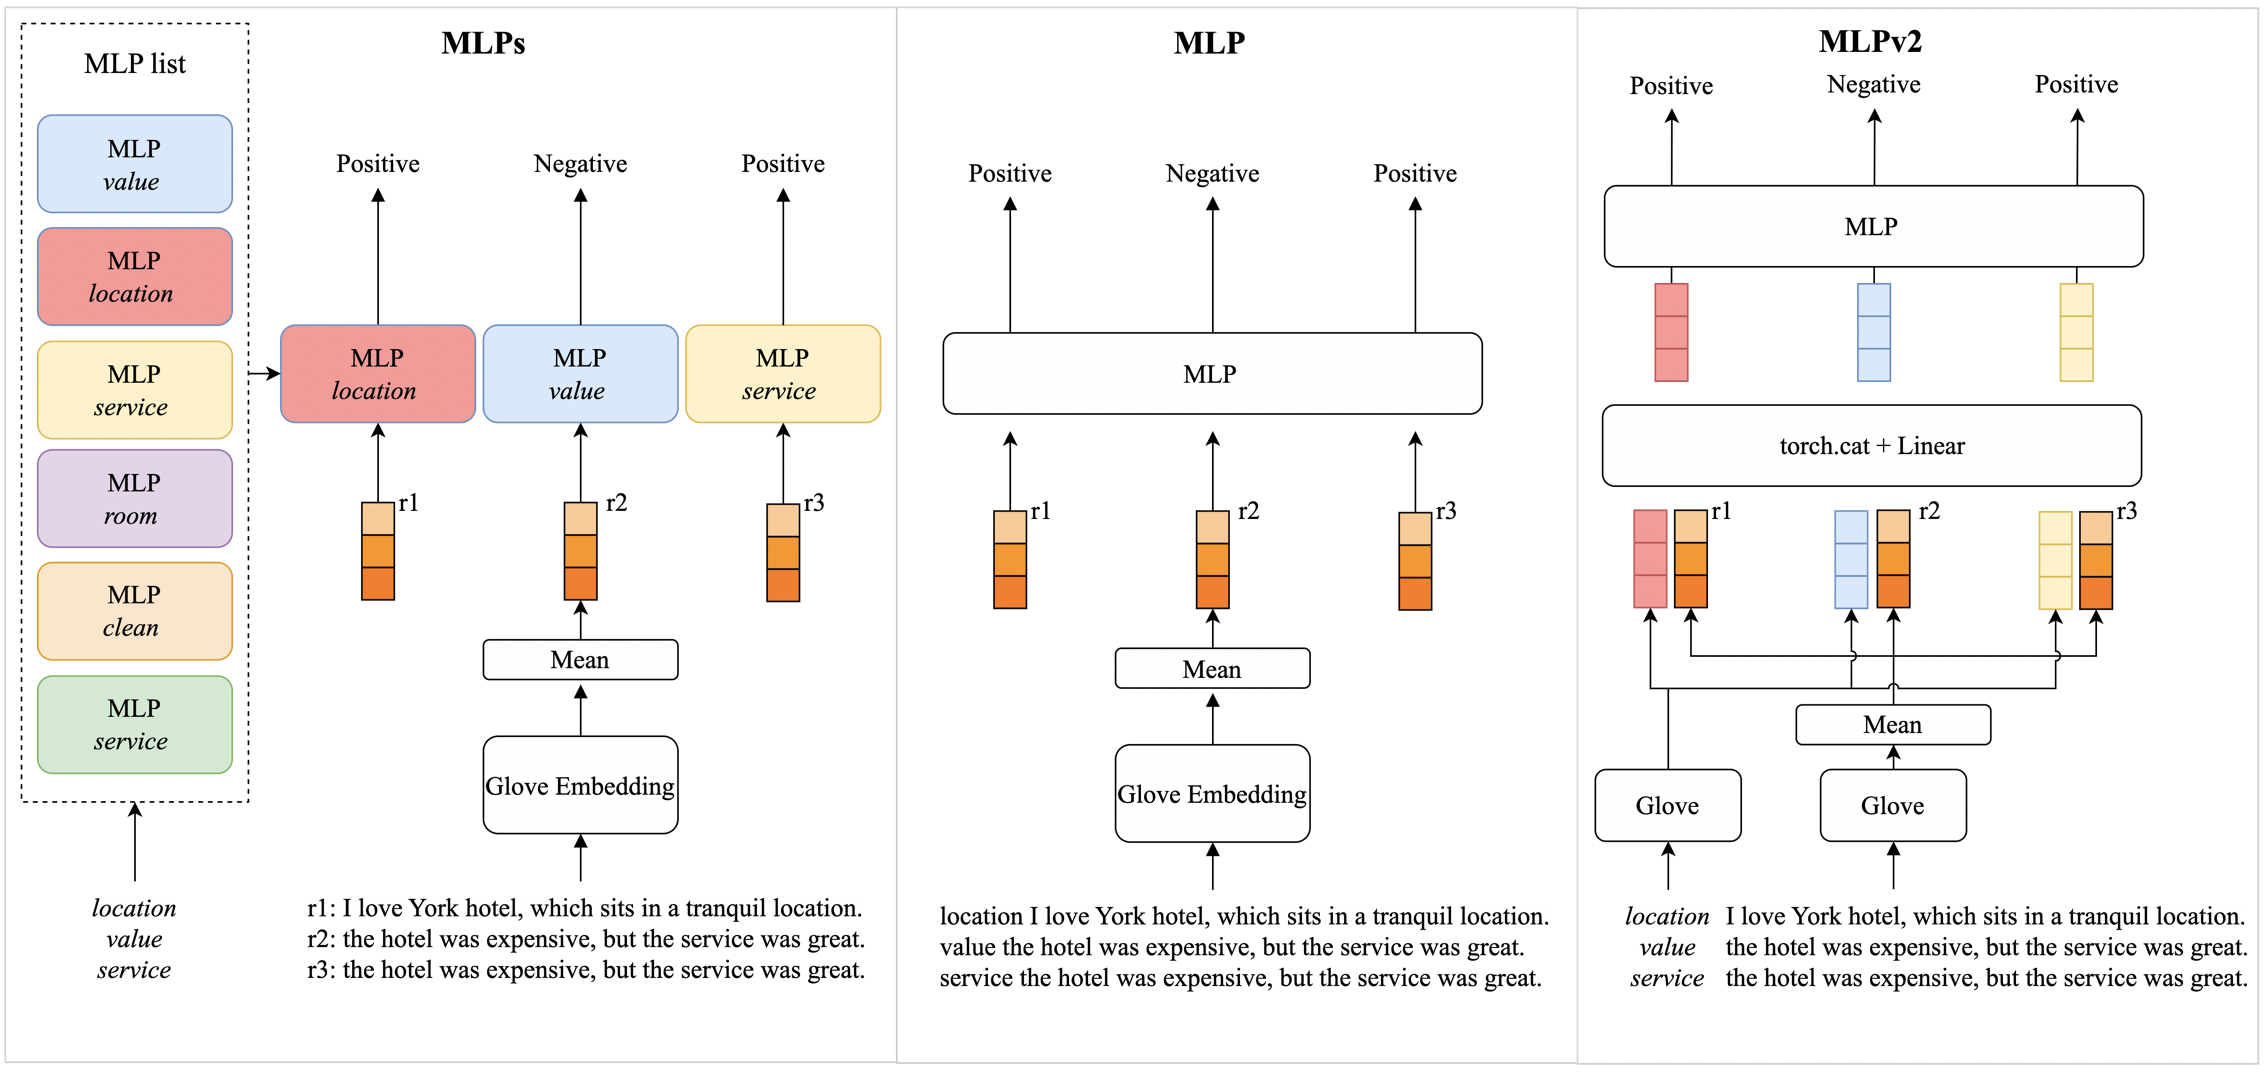 MLPs
MLP list
MLP
value
MLP
location
MLP
service
MLP
room
MLP
clean
MLP
service
location
value
service
Positive
Negative
Positive
MLP
location
MLP
value
MLP
service
r1
r2
r3
Mean
Glove Embedding
r1: I love York hotel, which sits in a tranquil location.
r2: the hotel was expensive, but the service was great.
r3: the hotel was expensive, but the service was great.
MLP
Positive
Negative
Positive
MLP
r1
r2
r3
Mean
Glove Embedding
location I love York hotel, which sits in a tranquil location.
value the hotel was expensive, but the service was great.
service the hotel was expensive, but the service was great.
MLPv2
Positive
Negative
Positive
MLP
torch.cat + Linear
r1
r2
r3
Mean
Glove
Glove
location I love York hotel, which sits in a tranquil location.
value the hotel was expensive, but the service was great.
service the hotel was expensive, but the service was great.